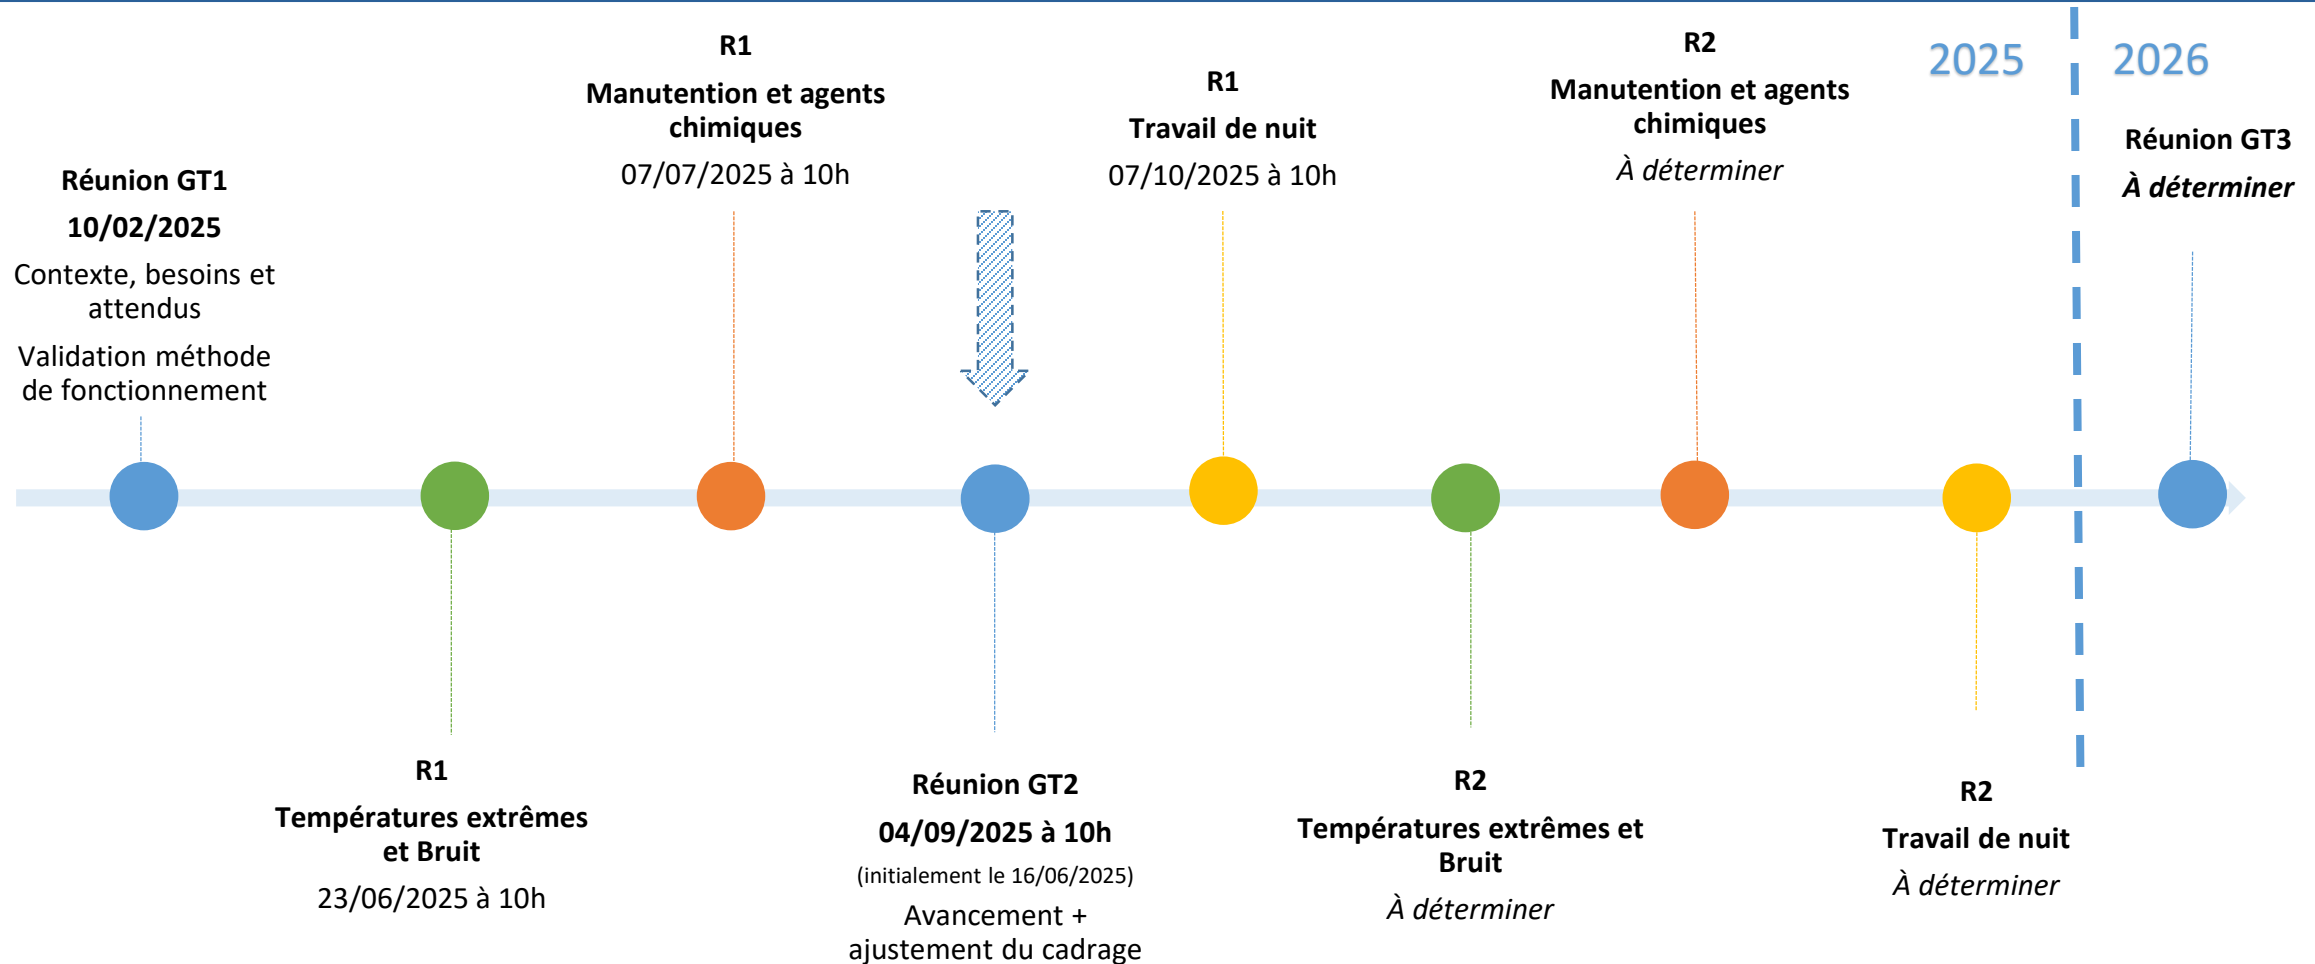 Réunion GT1
10/02/2025
Contexte, besoins et
attendus
Validation méthode
de fonctionnement
R1
Températures extrêmes
et Bruit
23/06/2025 à 10h
R1
Manutention et agents
chimiques
07/07/2025 à 10h
Réunion GT2
04/09/2025 à 10h
(initialement le 16/06/2025)
Avancement +
ajustement du cadrage
R1
Travail de nuit
07/10/2025 à 10h
R2
Températures extrêmes et
Bruit
À déterminer
R2
Manutention et agents
chimiques
À déterminer
R2
Travail de nuit
À déterminer
2025
2026
Réunion GT3
À déterminer